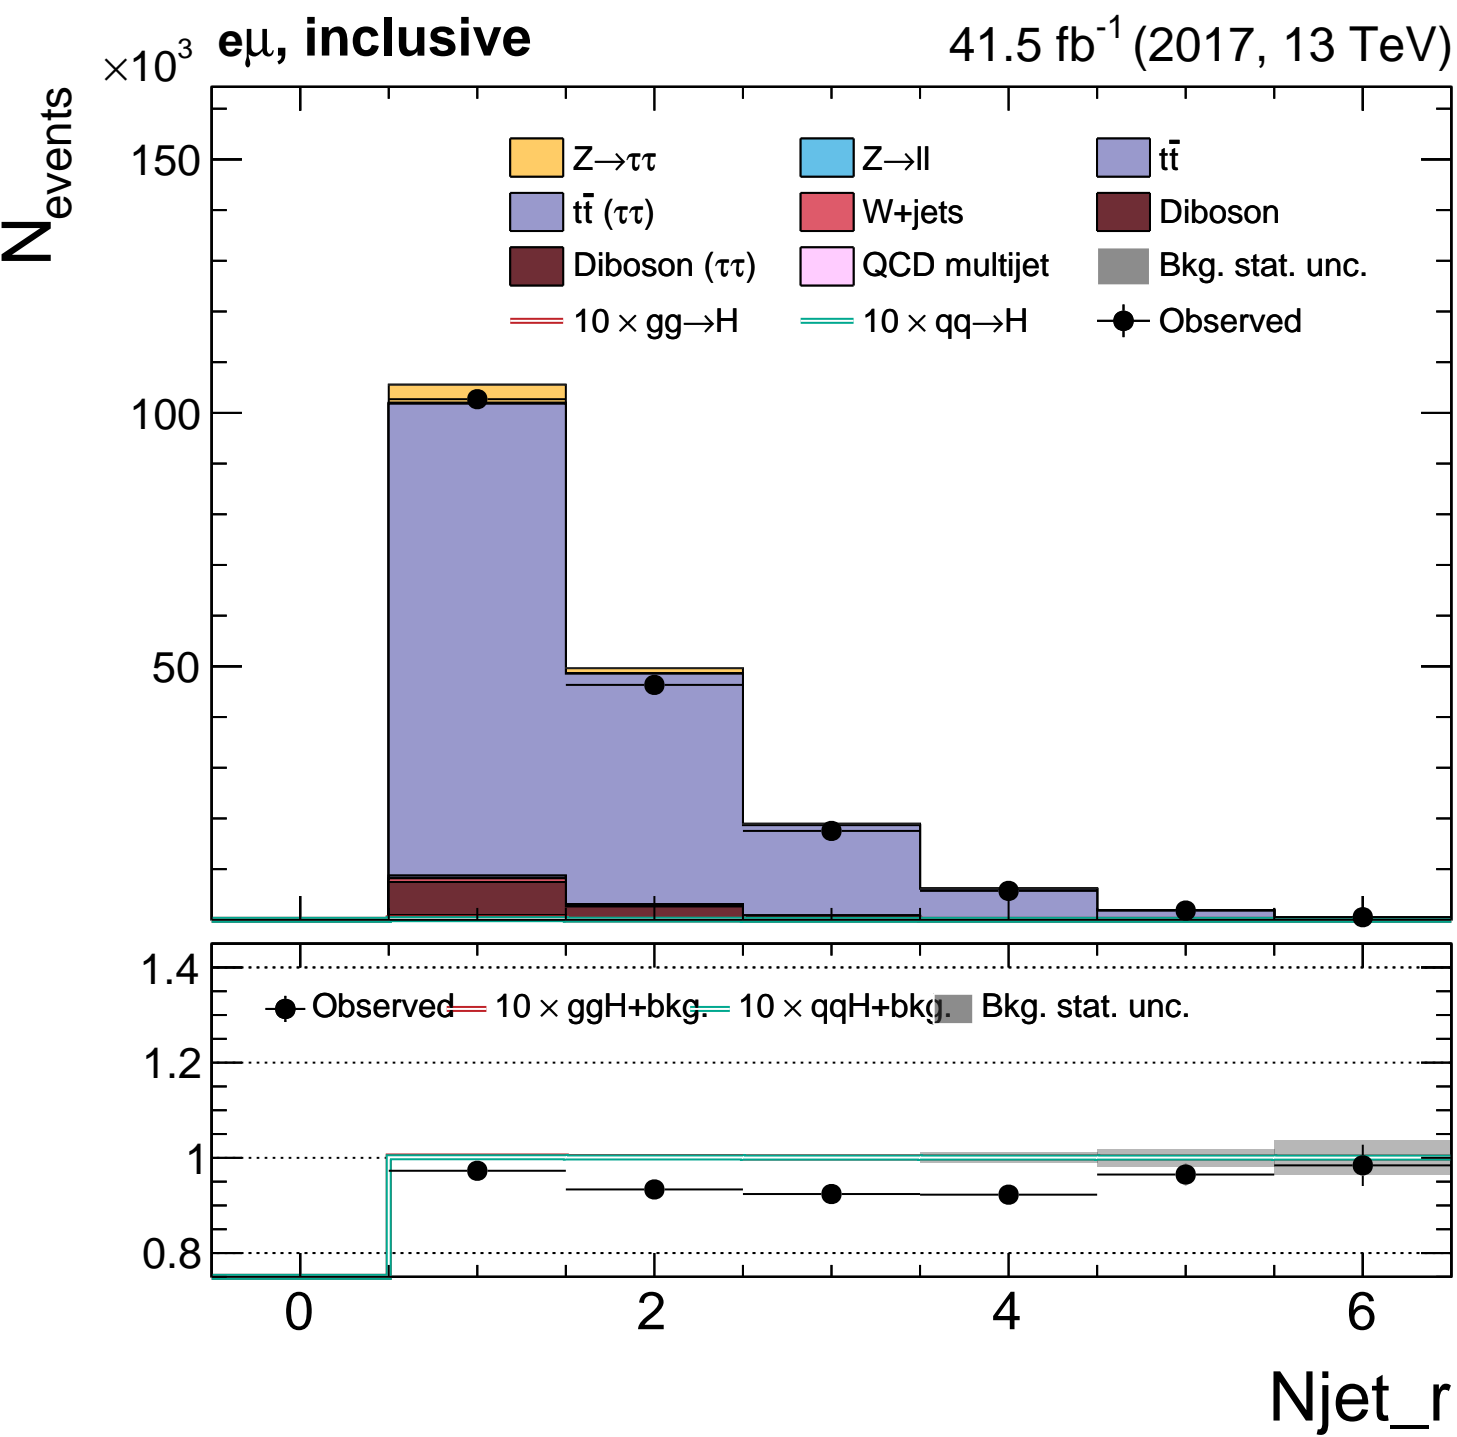 ×10³ eμ, inclusive 41.5 fb⁻¹ (2017, 13 TeV)
N_events
150
100
50
Z→ττ Z→ll tt̄
tt̄ (ττ) W+jets Diboson
Diboson (ττ) QCD multijet Bkg. stat. unc.
10 × gg→H 10 × qq→H Observed
1.4
1.2
1
0.8
Observed 10 × ggH+bkg. 10 × qqH+bkg. Bkg. stat. unc.
0 2 4 6
Njet_r